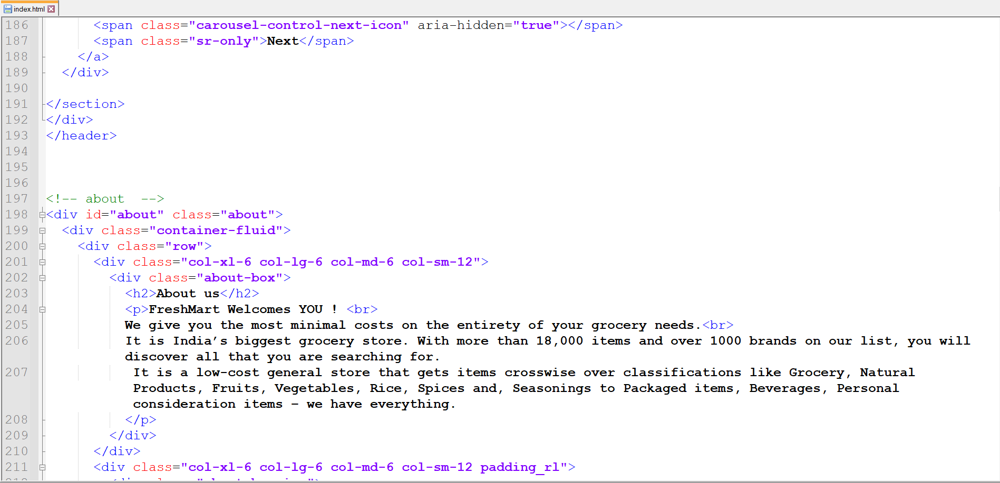 index.html
186 <span class="carousel-control-next-icon" aria-hidden="true"></span>
187 <span class="sr-only">Next</span>
188 </a>
189 </div>
190
191 </section>
192 </div>
193 </header>
194
195
196
197 <!-- about  -->
198 <div id="about" class="about">
199 <div class="container-fluid">
200 <div class="row">
201 <div class="col-xl-6 col-lg-6 col-md-6 col-sm-12">
202 <div class="about-box">
203 <h2>About us</h2>
204 <p>FreshMart Welcomes YOU ! <br>
205 We give you the most minimal costs on the entirety of your grocery needs.<br>
206 It is India’s biggest grocery store. With more than 18,000 items and over 1000 brands on our list, you will
discover all that you are searching for.
207 It is a low-cost general store that gets items crosswise over classifications like Grocery, Natural
Products, Fruits, Vegetables, Rice, Spices and, Seasonings to Packaged items, Beverages, Personal
consideration items – we have everything.
208 </p>
209 </div>
210 </div>
211 <div class="col-xl-6 col-lg-6 col-md-6 col-sm-12 padding_rl">